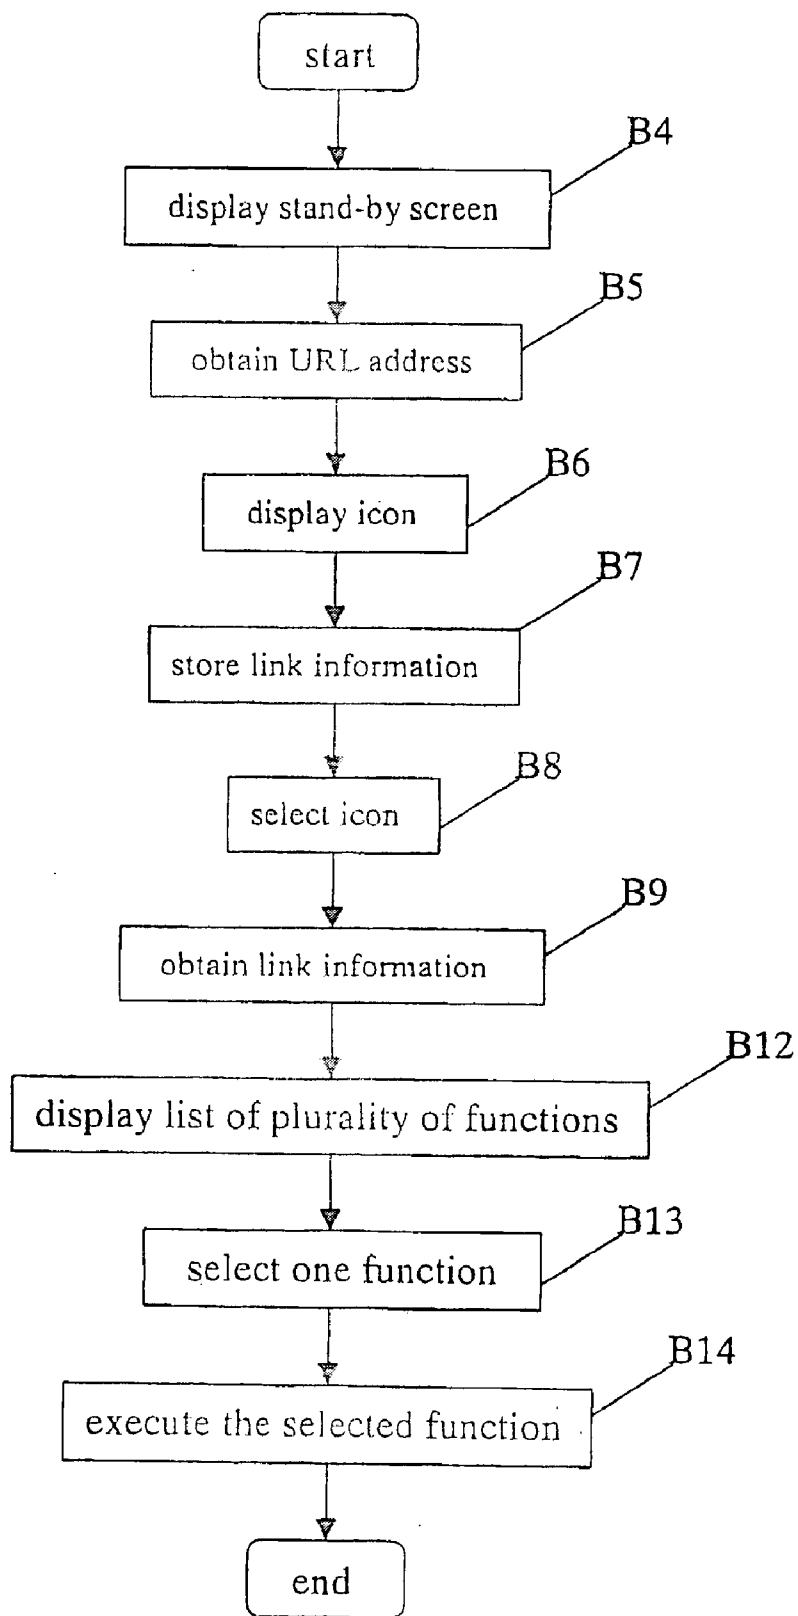 start
B4
display stand-by screen
B5
obtain URL address
B6
display icon
B7
store link information
B8
select icon
B9
obtain link information
B12
display list of plurality of functions
B13
select one function
B14
execute the selected function
end